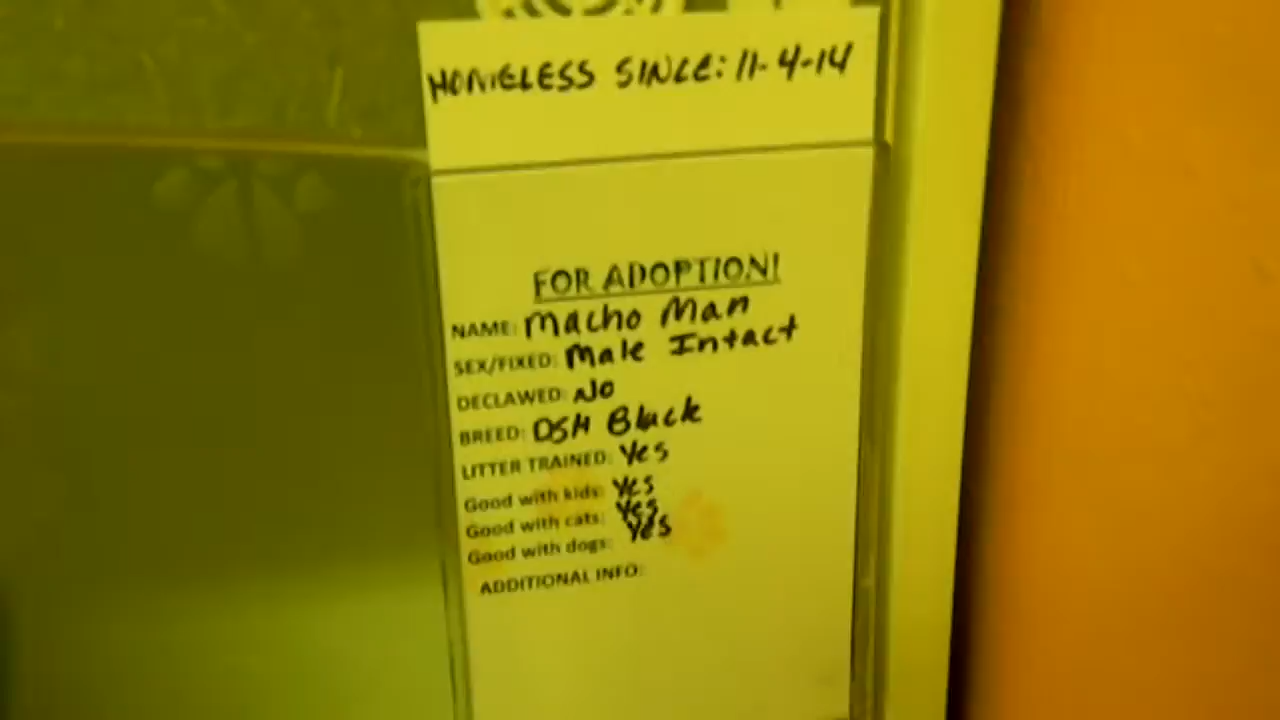 HOMELESS SINCE: 11-4-14
FOR ADOPTION!
NAME: Macho Man
SEX/FIXED: Male Intact
DECLAWED: NO
BREED: DSH Black
LITTER TRAINED: Yes
Good with kids: Yes
Good with cats: Yes
Good with dogs: Yes
ADDITIONAL INFO: